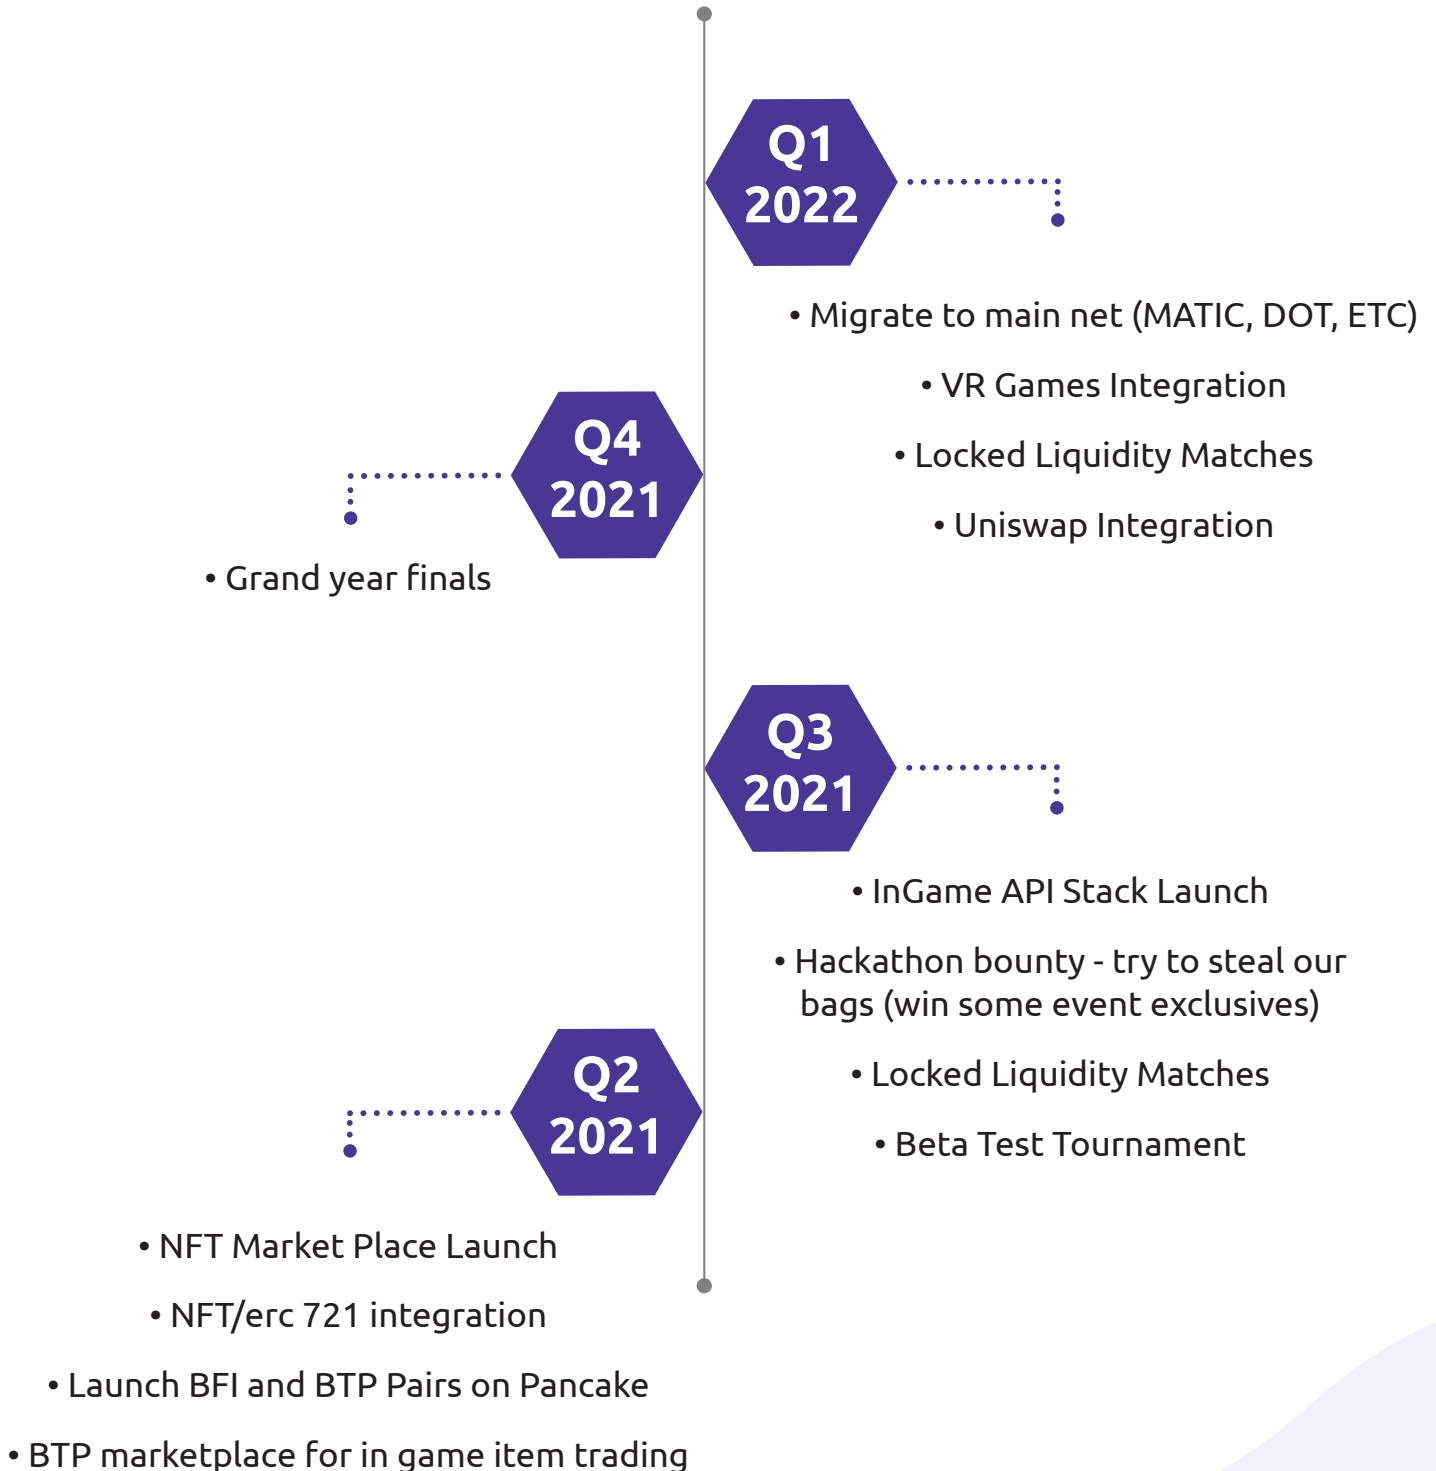 Q1
2022
• Migrate to main net (MATIC, DOT, ETC)
• VR Games Integration
• Locked Liquidity Matches
• Uniswap Integration
Q4
2021
• Grand year finals
Q3
2021
• InGame API Stack Launch
• Hackathon bounty - try to steal our
bags (win some event exclusives)
• Locked Liquidity Matches
• Beta Test Tournament
Q2
2021
• NFT Market Place Launch
• NFT/erc 721 integration
• Launch BFI and BTP Pairs on Pancake
• BTP marketplace for in game item trading